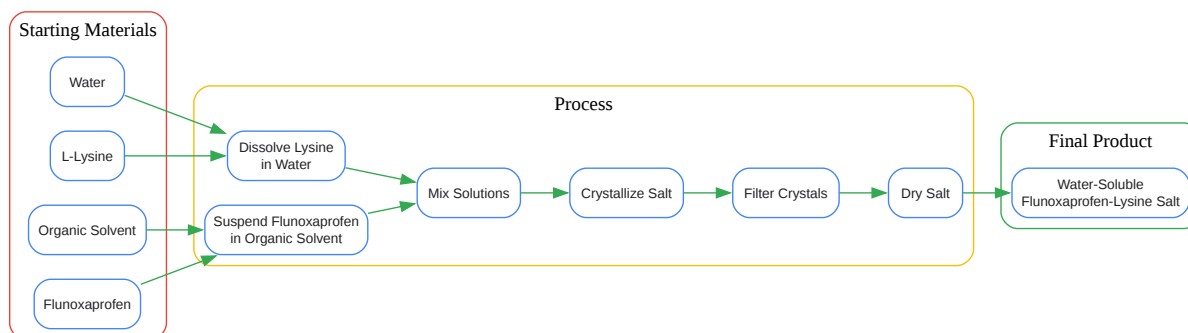 Starting Materials
Water
L-Lysine
Organic Solvent
Flunoxaprofen
Process
Dissolve Lysine
in Water
Suspend Flunoxaprofen
in Organic Solvent
Mix Solutions
Crystallize Salt
Filter Crystals
Dry Salt
Final Product
Water-Soluble
Flunoxaprofen-Lysine Salt